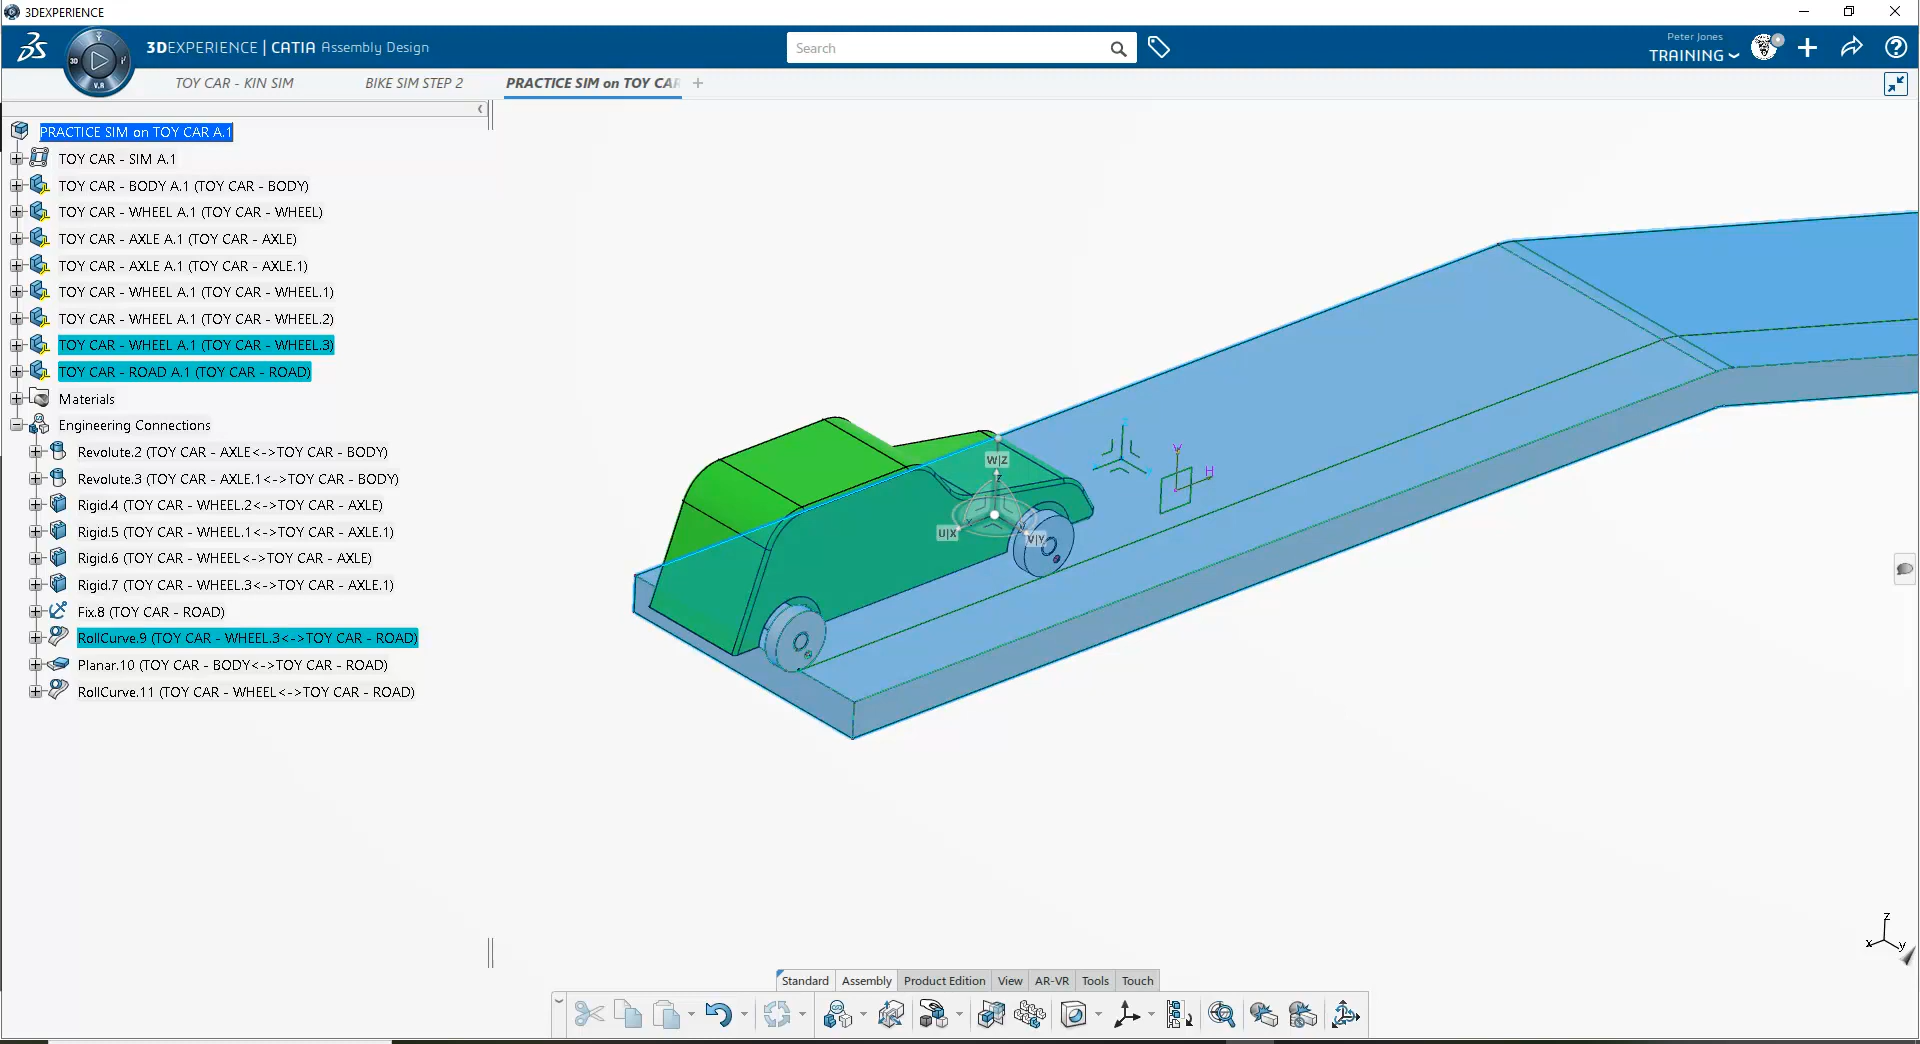 3DEXPERIENCE
3DEXPERIENCE | CATIA Assembly Design
Search
Peter Jones
TRAINING
3D
V.R
TOY CAR - KIN SIM
BIKE SIM STEP 2
PRACTICE SIM on TOY CAR
PRACTICE SIM on TOY CAR A.1
TOY CAR - SIM A.1
TOY CAR - BODY A.1 (TOY CAR - BODY)
TOY CAR - WHEEL A.1 (TOY CAR - WHEEL)
TOY CAR - AXLE A.1 (TOY CAR - AXLE)
TOY CAR - AXLE A.1 (TOY CAR - AXLE.1)
TOY CAR - WHEEL A.1 (TOY CAR - WHEEL.1)
TOY CAR - WHEEL A.1 (TOY CAR - WHEEL.2)
TOY CAR - WHEEL A.1 (TOY CAR - WHEEL.3)
TOY CAR - ROAD A.1 (TOY CAR - ROAD)
Materials
Engineering Connections
Revolute.2 (TOY CAR - AXLE<->TOY CAR - BODY)
Revolute.3 (TOY CAR - AXLE.1<->TOY CAR - BODY)
Rigid.4 (TOY CAR - WHEEL.2<->TOY CAR - AXLE)
Rigid.5 (TOY CAR - WHEEL.1<->TOY CAR - AXLE.1)
Rigid.6 (TOY CAR - WHEEL<->TOY CAR - AXLE)
Rigid.7 (TOY CAR - WHEEL.3<->TOY CAR - AXLE.1)
Fix.8 (TOY CAR - ROAD)
RollCurve.9 (TOY CAR - WHEEL.3<->TOY CAR - ROAD)
Planar.10 (TOY CAR - BODY<->TOY CAR - ROAD)
RollCurve.11 (TOY CAR - WHEEL<->TOY CAR - ROAD)
W|Z
U|X
V|Y
V
H
z
x
y
Standard
Assembly
Product Edition
View
AR-VR
Tools
Touch